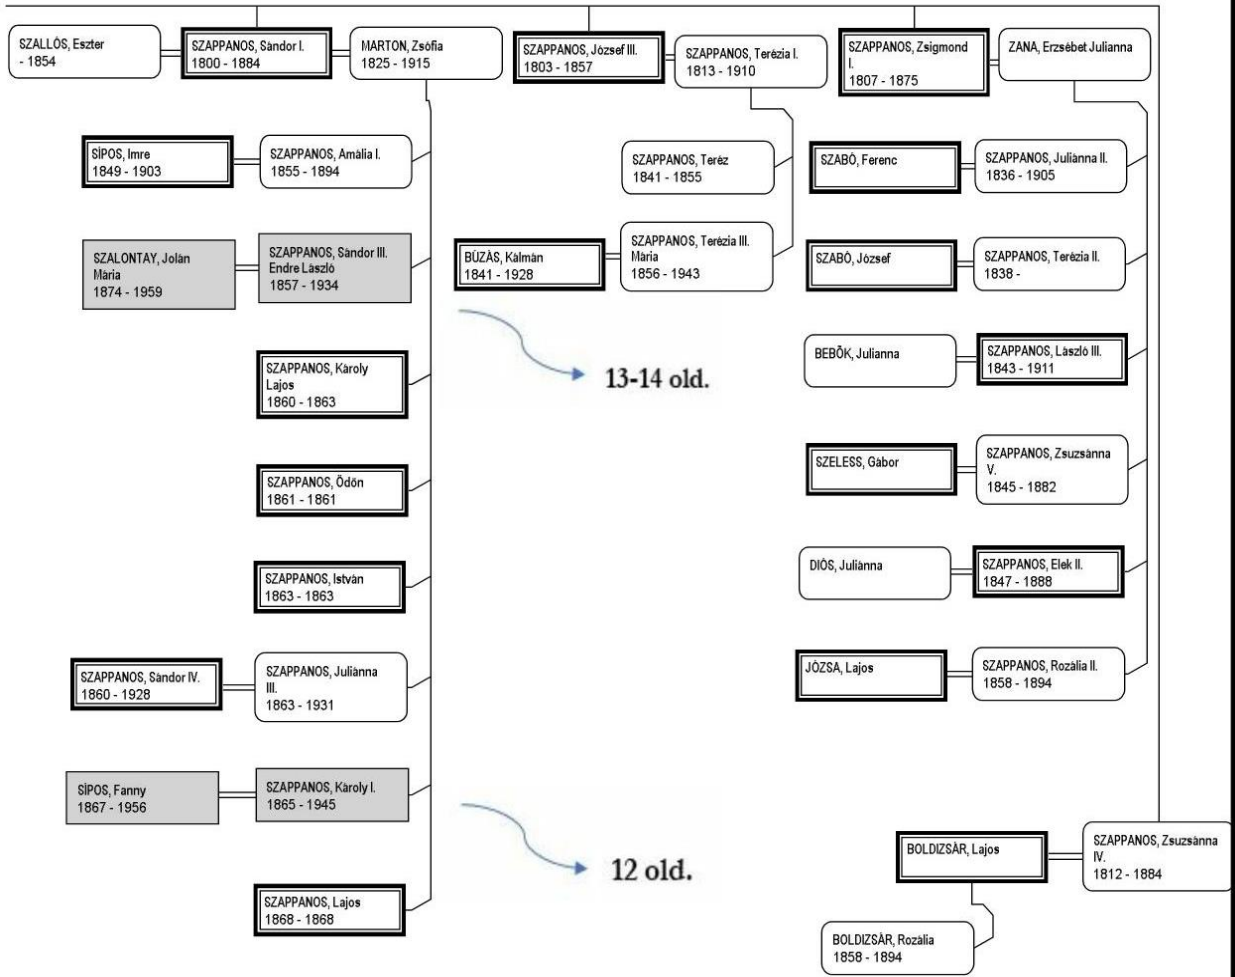 SZALLÓS, Eszter
- 1854
SZAPPANOS, Sándor I.
1800 - 1884
MARTON, Zsófia
1825 - 1915
SZAPPANOS, József III.
1803 - 1857
SZAPPANOS, Terézia I.
1813 - 1910
SZAPPANOS, Zsigmond
I.
1807 - 1875
ZANA, Erzsébet Julianna
SÍPOS, Imre
1849 - 1903
SZAPPANOS, Amália I.
1855 - 1894
SZALONTAY, Jolán
Mária
1874 - 1959
SZAPPANOS, Sándor III.
Endre László
1857 - 1934
SZAPPANOS, Károly
Lajos
1860 - 1863
SZAPPANOS, Ödön
1861 - 1861
SZAPPANOS, István
1863 - 1863
SZAPPANOS, Sándor IV.
1860 - 1928
SZAPPANOS, Juliánna
III.
1863 - 1931
SÍPOS, Fanny
1867 - 1956
SZAPPANOS, Károly I.
1865 - 1945
SZAPPANOS, Lajos
1868 - 1868
SZAPPANOS, Teréz
1841 - 1855
BÚZÁS, Kálmán
1841 - 1928
SZAPPANOS, Terézia III.
Mária
1856 - 1943
13-14 old.
12 old.
SZABÓ, Ferenc
SZAPPANOS, Juliánna II.
1836 - 1905
SZABÓ, József
SZAPPANOS, Terézia II.
1838 -
BEBŐK, Julianna
SZAPPANOS, László III.
1843 - 1911
SZELESS, Gábor
SZAPPANOS, Zsuzsánna
V.
1845 - 1882
DIÓS, Juliánna
SZAPPANOS, Elek II.
1847 - 1888
JÓZSA, Lajos
SZAPPANOS, Rozália II.
1858 - 1894
BOLDIZSÁR, Lajos
SZAPPANOS, Zsuzsánna
IV.
1812 - 1884
BOLDIZSÁR, Rozália
1858 - 1894